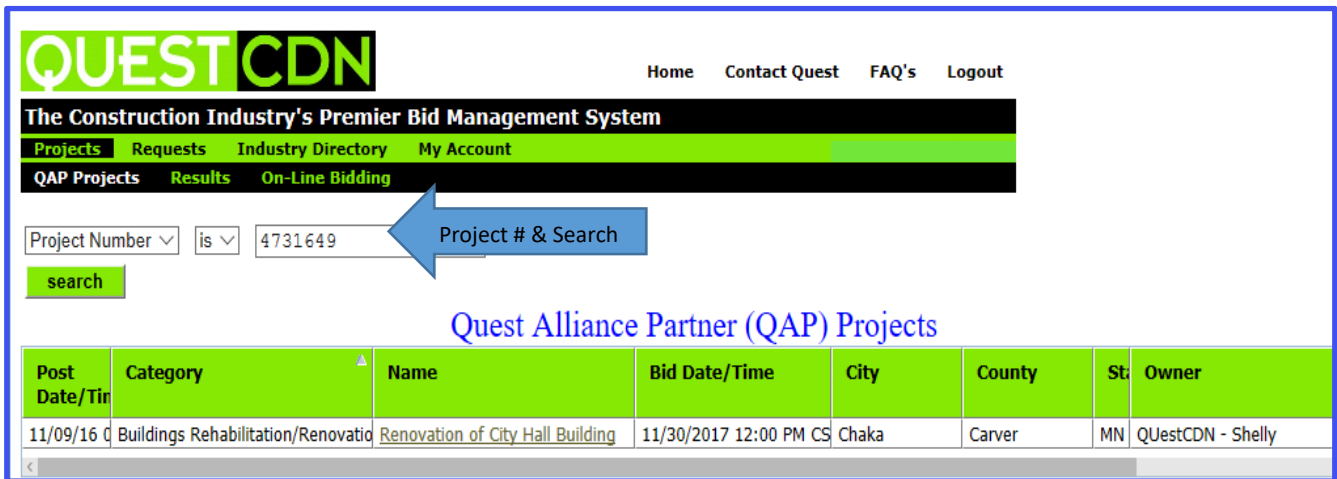 QUESTCDN
Home Contact Quest FAQ's Logout
The Construction Industry's Premier Bid Management System
Projects Requests Industry Directory My Account
QAP Projects Results On-Line Bidding
Project Number is 4731649 Project # & Search
search
Quest Alliance Partner (QAP) Projects
Post Category Name Bid Date/Time City County Sta Owner
Date/Tim
11/09/16 0 Buildings Rehabilitation/Renovatio Renovation of City Hall Building 11/30/2017 12:00 PM CS Chaka Carver MN QUestCDN - Shelly